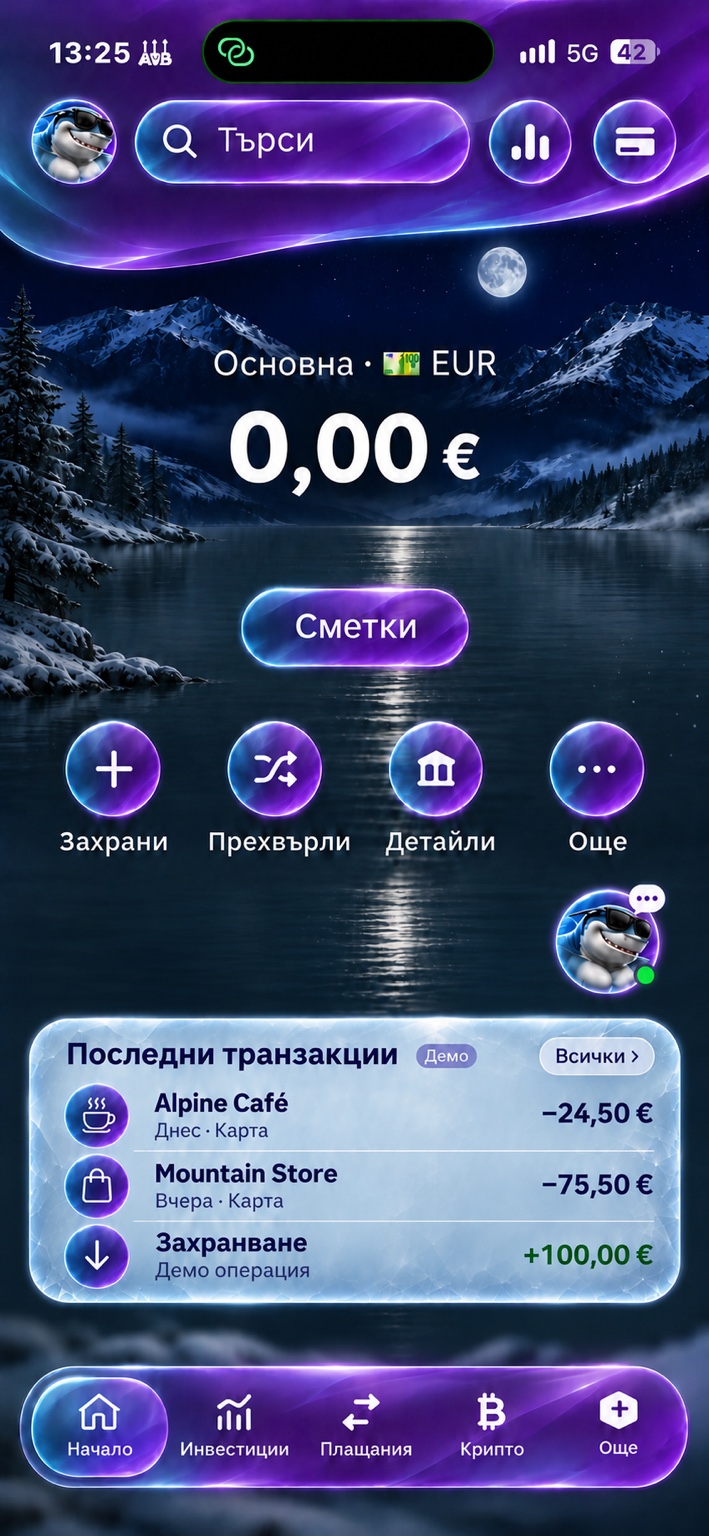 13:25 AVB 5G 42
Търси
Основна · EUR
0,00 €
Сметки
Захрани Прехвърли Детайли Още
Последни транзакции Демо Всички >
Alpine Café
−24,50 €
Днес · Карта
Mountain Store
−75,50 €
Вчера · Карта
Захранване
+100,00 €
Демо операция
Начало Инвестиции Плащания Крипто Още